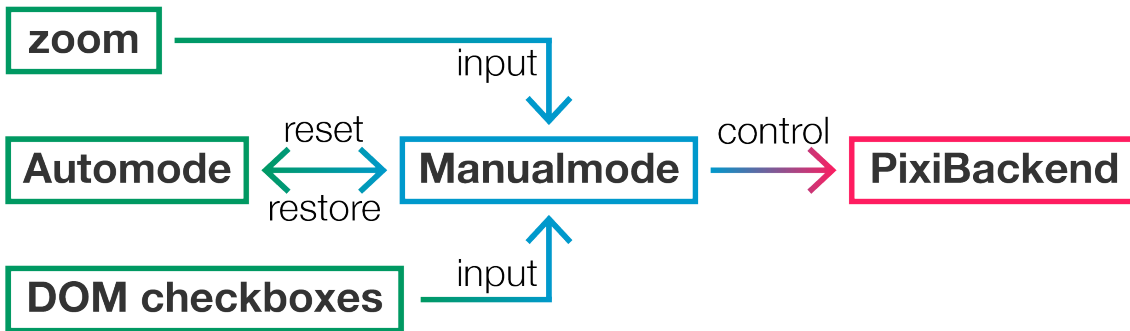 zoom
input
reset
control
Automode
Manualmode
PixiBackend
restore
input
DOM checkboxes